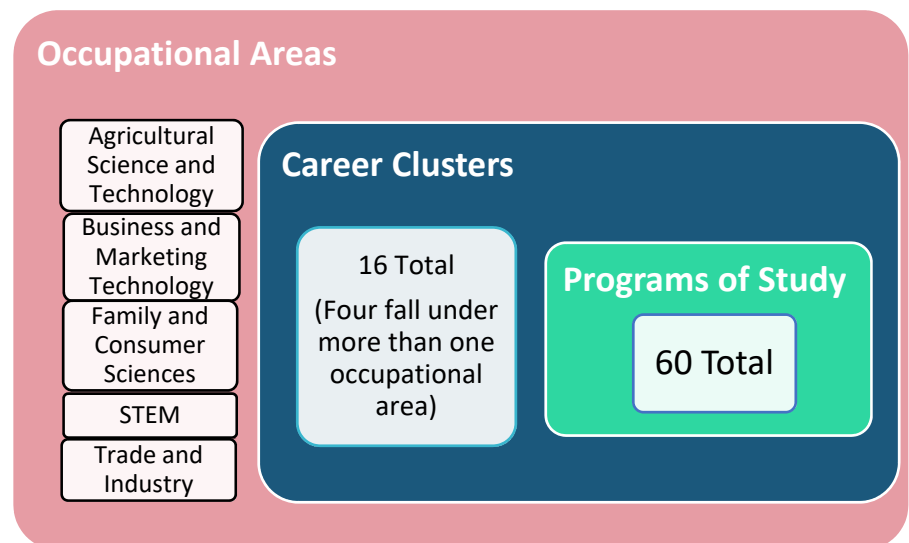 Occupational Areas
Agricultural
Science and
Technology
Business and
Marketing
Technology
Family and
Consumer
Sciences
STEM
Trade and
Industry
Career Clusters
16 Total
(Four fall under
more than one
occupational
area)
Programs of Study
60 Total